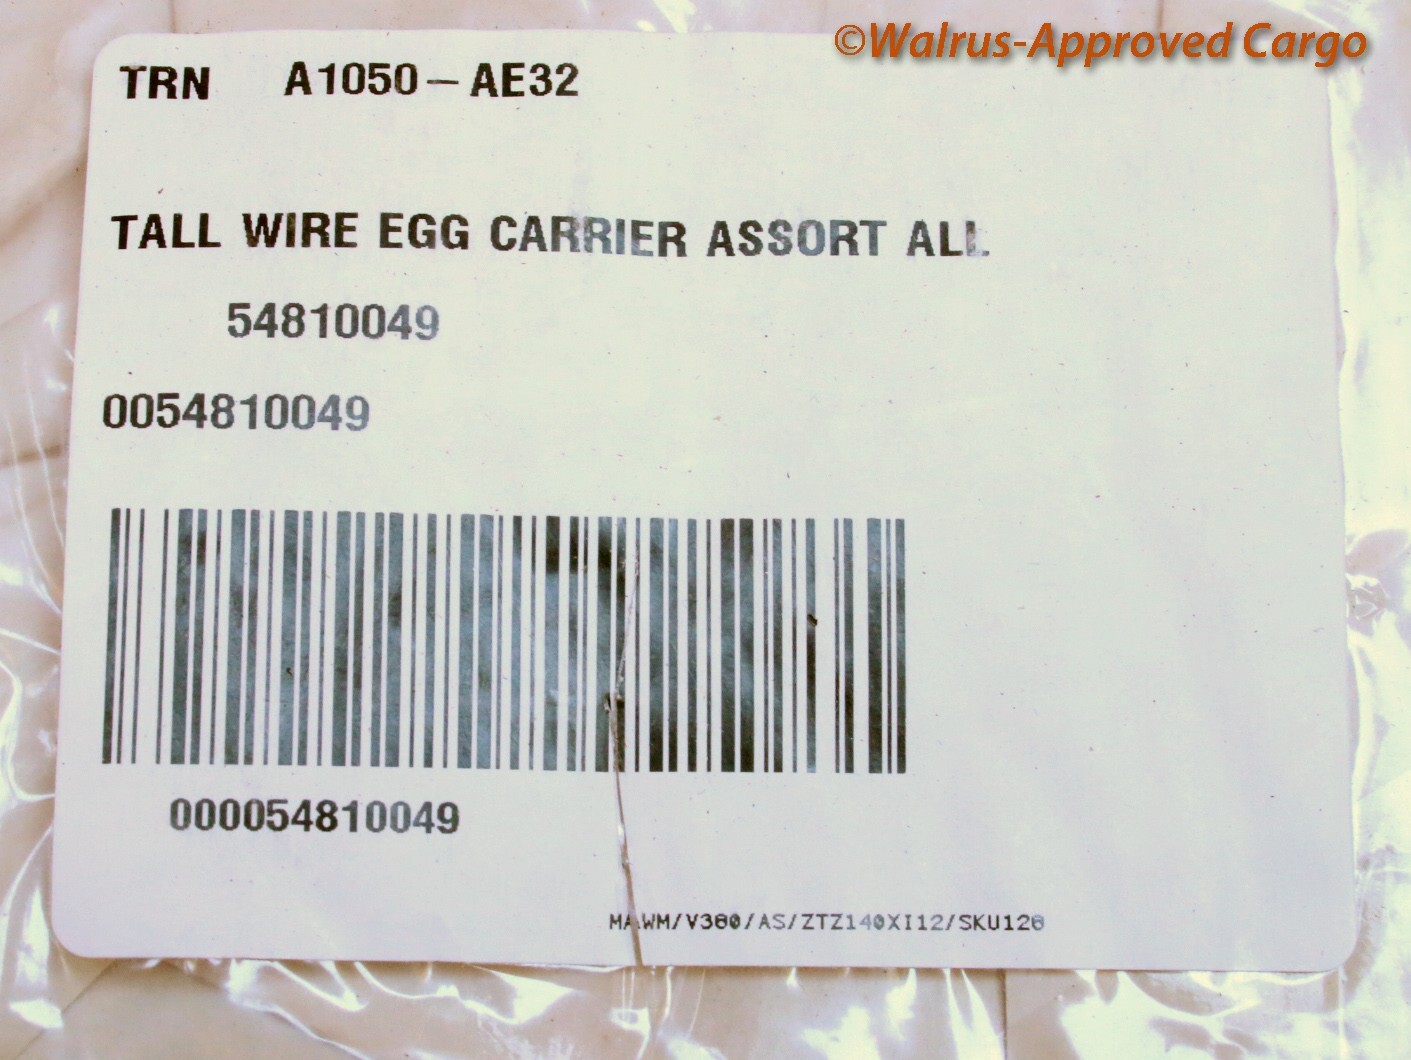 ©Walrus-Approved Cargo
TRN A1050-AE32
TALL WIRE EGG CARRIER ASSORT ALL
54810049
0054810049
000054810049
MAWM/V380/AS/ZTZ140XI12/SKU128